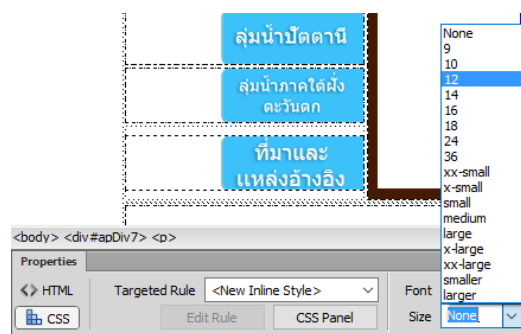 ลุ่มน้ำปัตตานี
ลุ่มน้ำภาคใต้ฝั่ง
ตะวันตก
ที่มาและ
แหล่งอ้างอิง
None
9
10
12
14
16
18
24
36
xx-small
x-small
small
medium
large
x-large
xx-large
smaller
larger
<body> <div#apDiv7> <p>
Properties
<> HTML Targeted Rule <New Inline Style> Font
CSS Edit Rule CSS Panel Size None